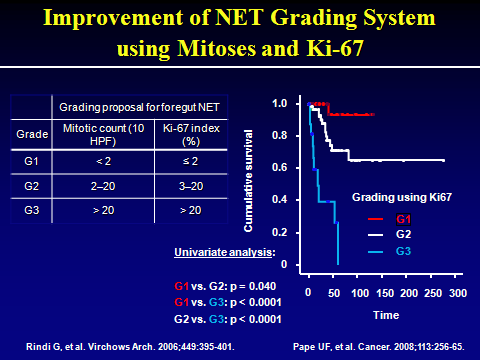 Improvement of NET Grading System
using Mitoses and Ki-67
Grading proposal for foregut NET
Grade
Mitotic count (10
HPF)
Ki-67 index
(%)
G1
< 2
≤ 2
G2
2–20
3–20
G3
> 20
> 20
Cumulative survival
1.0
0.8
0.6
0.4
0.2
0
0 50 100 150 200 250 300
Time
Grading using Ki67
G1
G2
G3
Univariate analysis:
G1 vs. G2: p = 0.040
G1 vs. G3: p < 0.0001
G2 vs. G3: p < 0.0001
Rindi G, et al. Virchows Arch. 2006;449:395-401.
Pape UF, et al. Cancer. 2008;113:256-65.